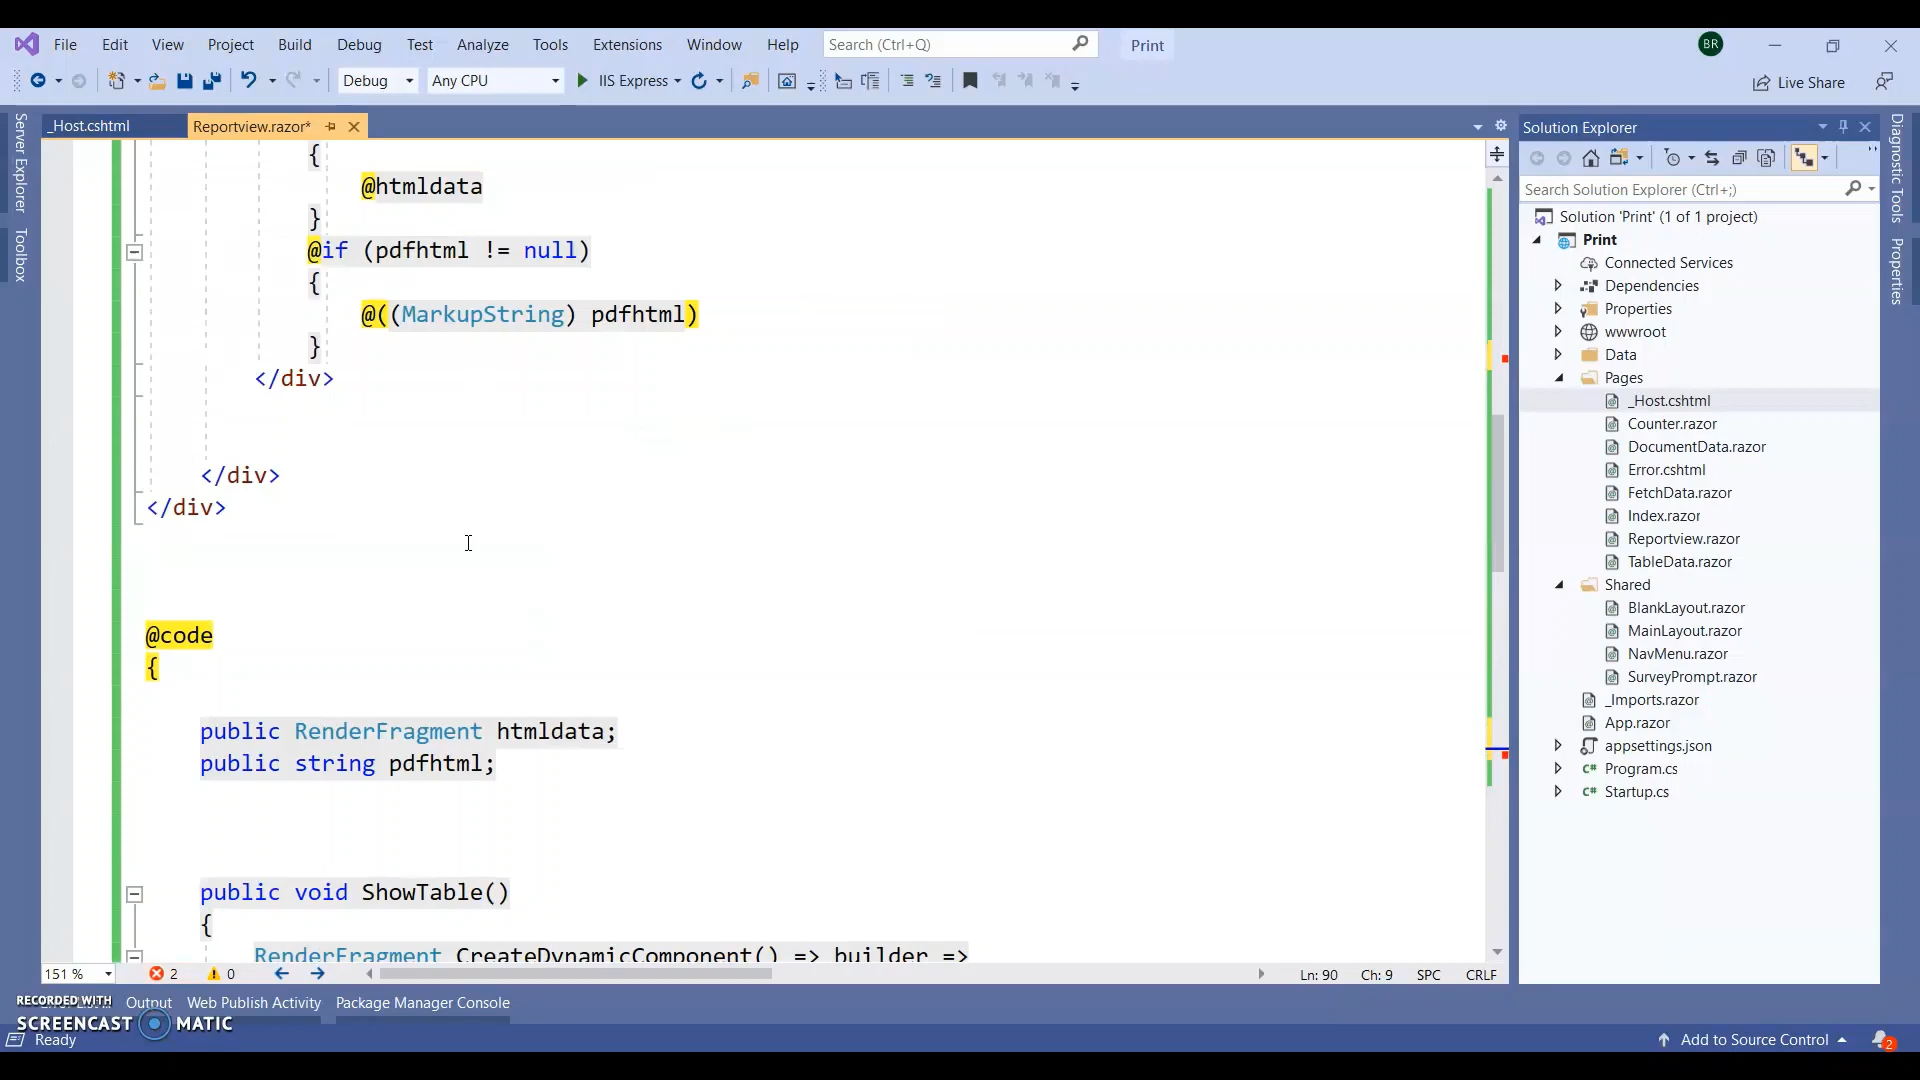 File Edit View Project Build Debug Test Analyze Tools Extensions Window Help Search (Ctrl+Q) Print BR
Debug Any CPU IIS Express Live Share
Server Explorer
Toolbox
_Host.cshtml Reportview.razor*
{
@htmldata
}
@if (pdfhtml != null)
{
@((MarkupString) pdfhtml)
}
</div>
</div>
</div>
@code
{
public RenderFragment htmldata;
public string pdfhtml;
public void ShowTable()
{
RenderFragment CreateDynamicComponent() => builder =>
151 % 2 0 Ln: 90 Ch: 9 SPC CRLF
Solution Explorer
Search Solution Explorer (Ctrl+;)
Solution 'Print' (1 of 1 project)
Print
Connected Services
Dependencies
Properties
wwwroot
Data
Pages
_Host.cshtml
Counter.razor
DocumentData.razor
Error.cshtml
FetchData.razor
Index.razor
Reportview.razor
TableData.razor
Shared
BlankLayout.razor
MainLayout.razor
NavMenu.razor
SurveyPrompt.razor
_Imports.razor
App.razor
appsettings.json
C# Program.cs
C# Startup.cs
Diagnostic Tools
Properties
Output Web Publish Activity Package Manager Console
RECORDED WITH
SCREENCAST MATIC
Ready Add to Source Control 2